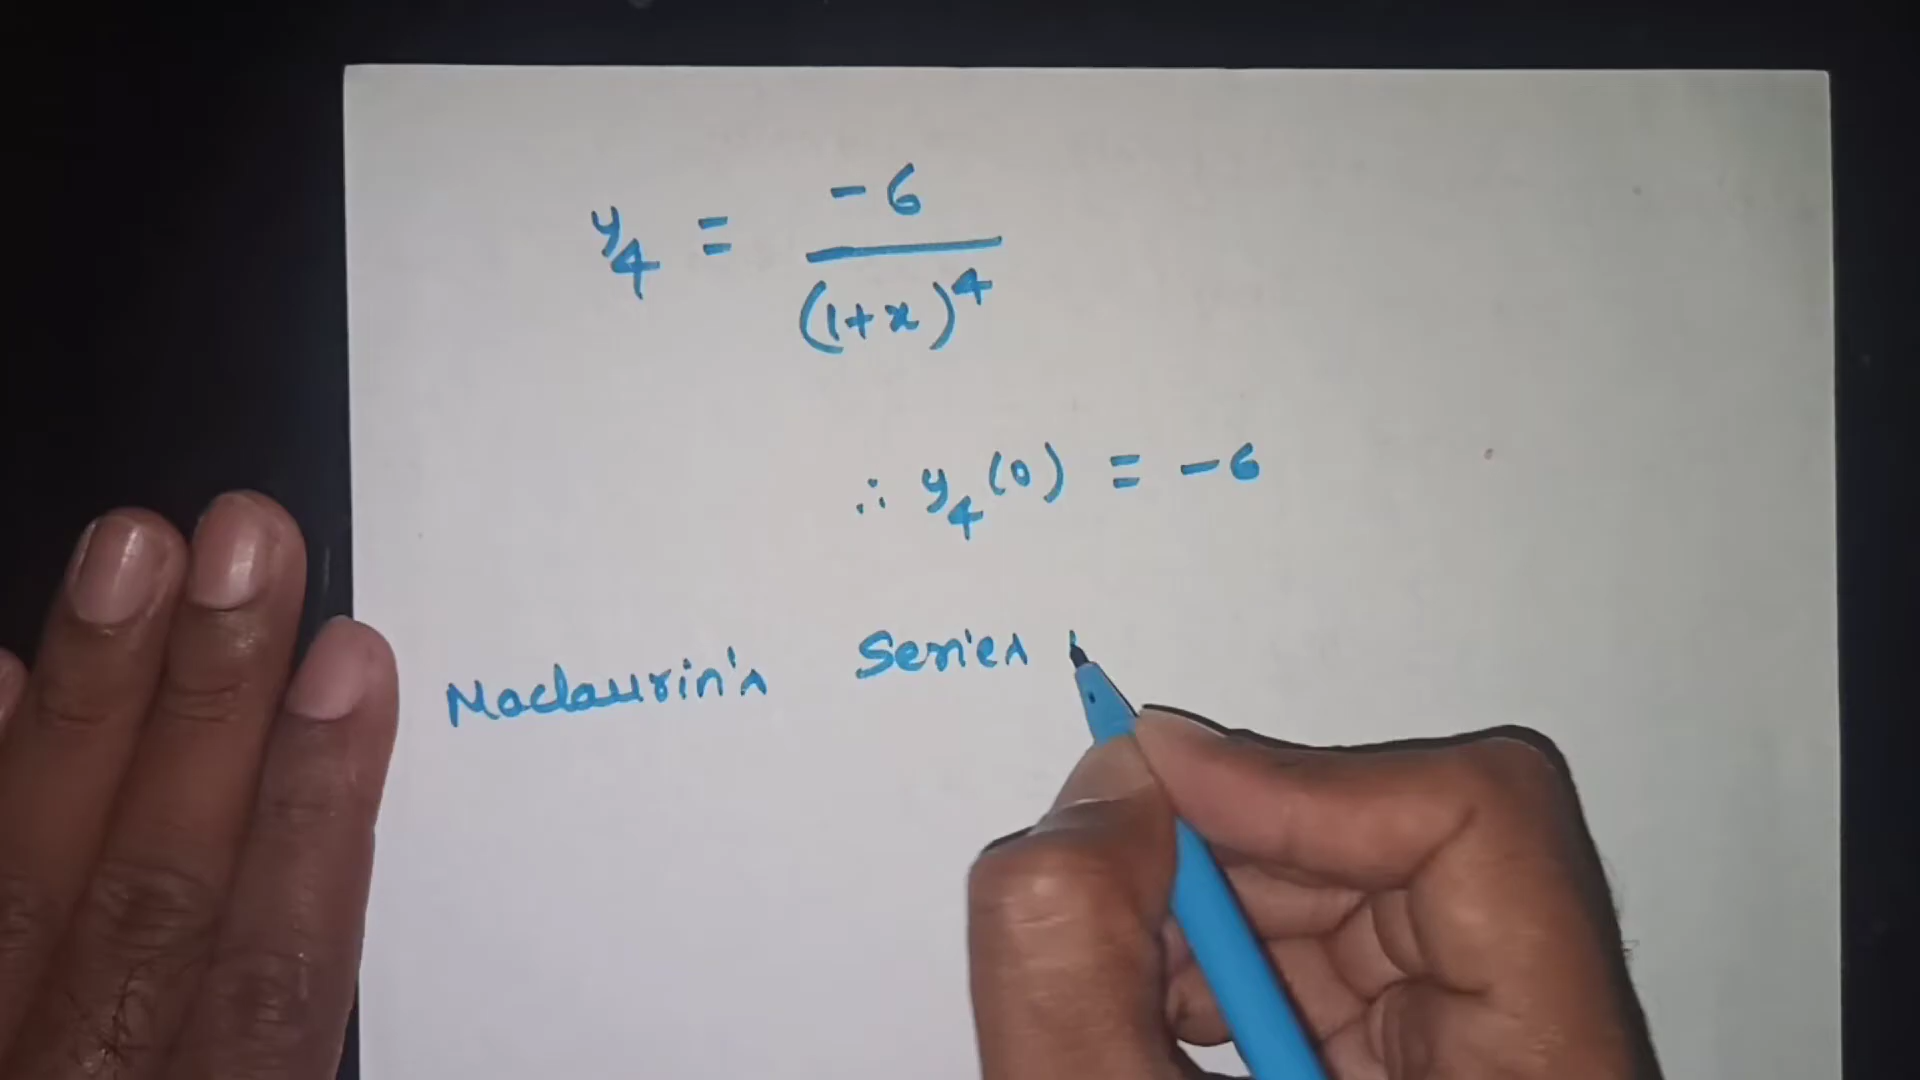 y₄ = -6 / (1+x)⁴
∴ y₄(0) = -6
Maclaurin's Series